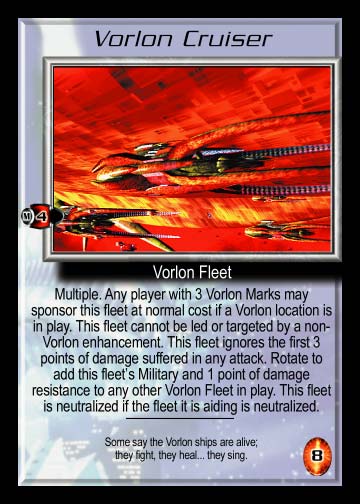 Vorlon Cruiser
M 4
Vorlon Fleet
Multiple. Any player with 3 Vorlon Marks may
sponsor this fleet at normal cost if a Vorlon location is
in play. This fleet cannot be led or targeted by a non-
Vorlon enhancement. This fleet ignores the first 3
points of damage suffered in any attack. Rotate to
add this fleet's Military and 1 point of damage
resistance to any other Vorlon Fleet in play. This fleet
is neutralized if the fleet it is aiding is neutralized.
Some say the Vorlon ships are alive;
they fight, they heal... they sing.
8